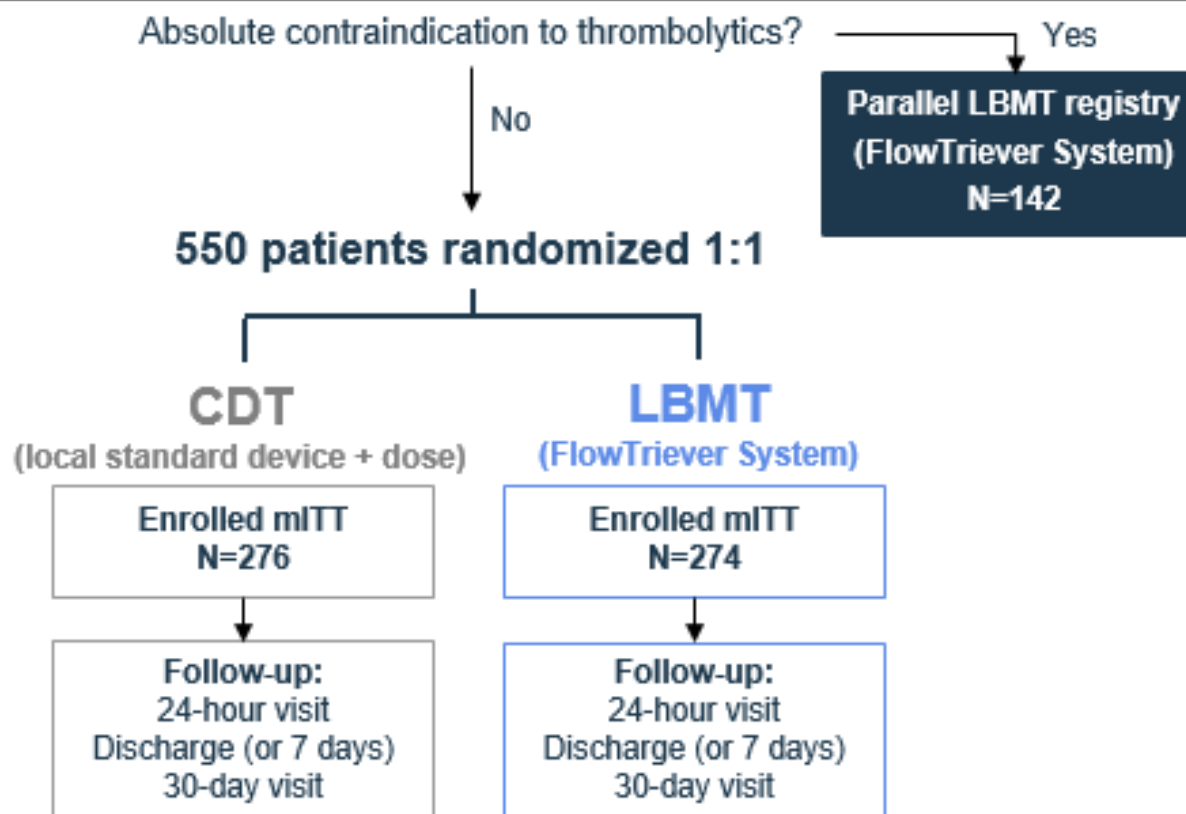 Absolute contraindication to thrombolytics?
Yes
No
Parallel LBMT registry
(FlowTriever System)
N=142
550 patients randomized 1:1
CDT
(local standard device + dose)
Enrolled mITT
N=276
Follow-up:
24-hour visit
Discharge (or 7 days)
30-day visit
LBMT
(FlowTriever System)
Enrolled mITT
N=274
Follow-up:
24-hour visit
Discharge (or 7 days)
30-day visit